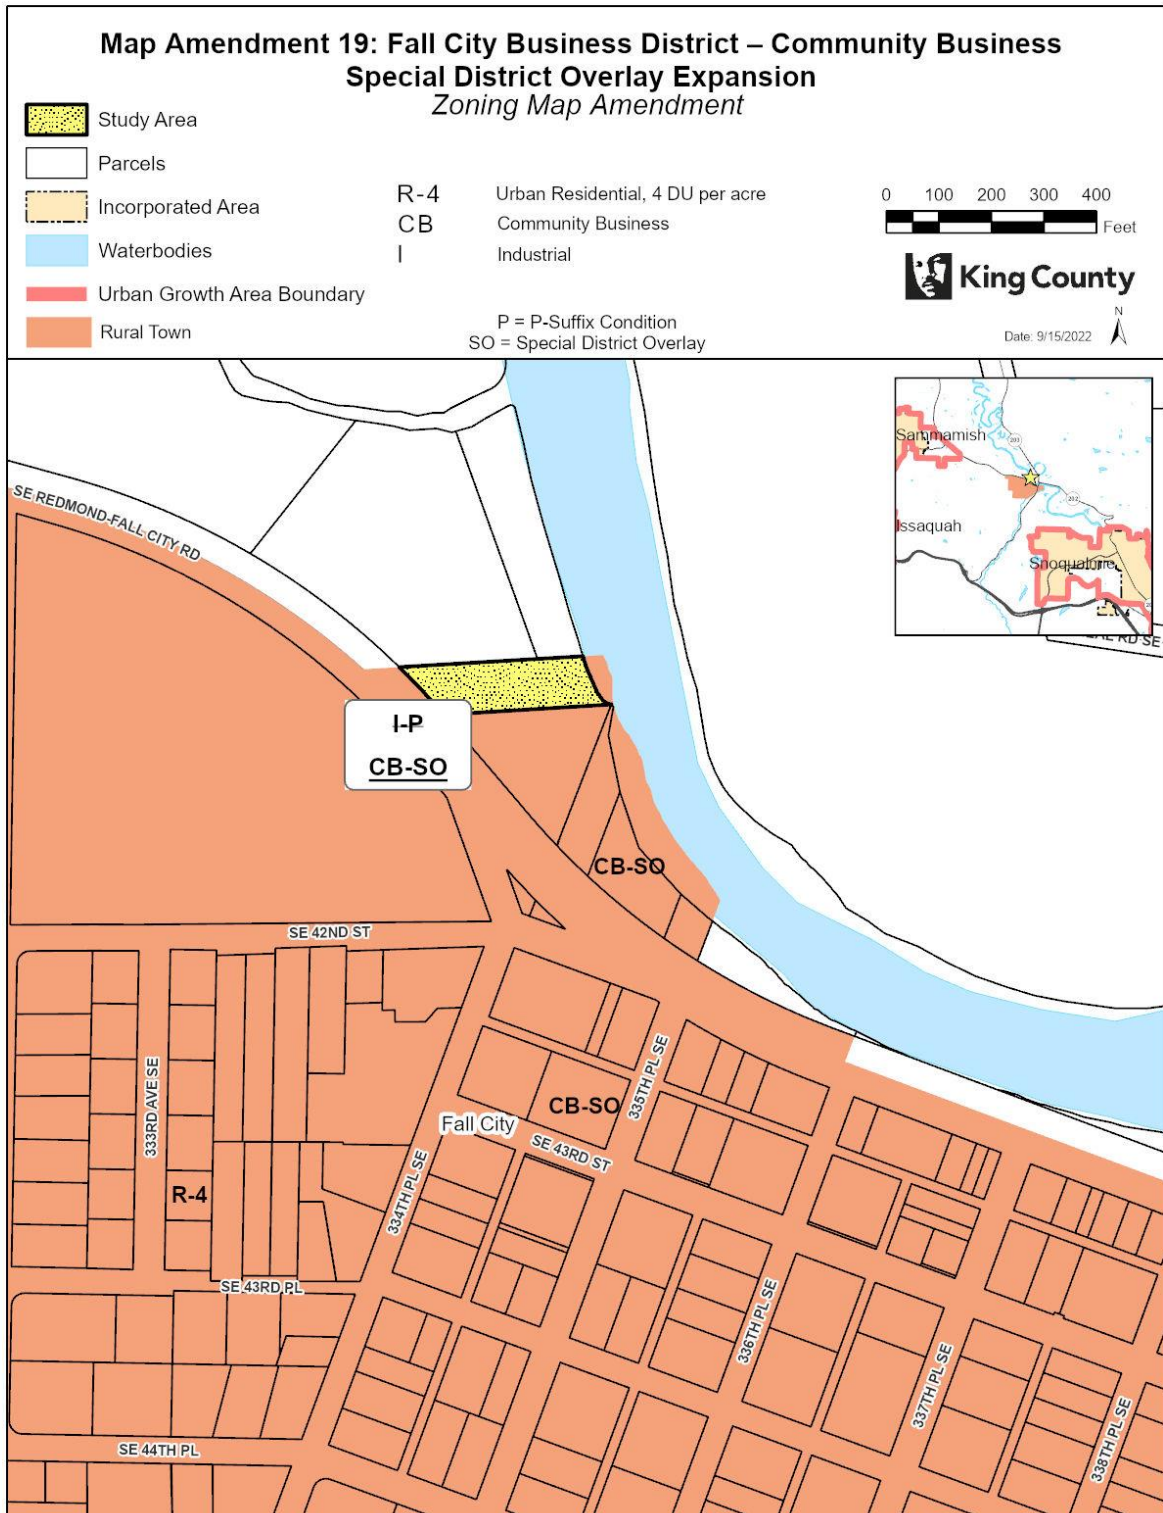 Map Amendment 19: Fall City Business District – Community Business
Special District Overlay Expansion
Zoning Map Amendment
Study Area
Parcels
Incorporated Area
Waterbodies
Urban Growth Area Boundary
Rural Town
R-4 Urban Residential, 4 DU per acre
CB Community Business
I Industrial
P = P-Suffix Condition
SO = Special District Overlay
0 100 200 300 400
Feet
King County
N
Date: 9/15/2022
Sammamish
203
202
Issaquah
Snoqualmie
SE REDMOND-FALL CITY RD
RD SE
I-P
CB-SO
CB-SO
SE 42ND ST
333RD AVE SE
335TH PL SE
CB-SO
Fall City
SE 43RD ST
334TH PL SE
R-4
SE 43RD PL
336TH PL SE
337TH PL SE
338TH PL SE
SE 44TH PL